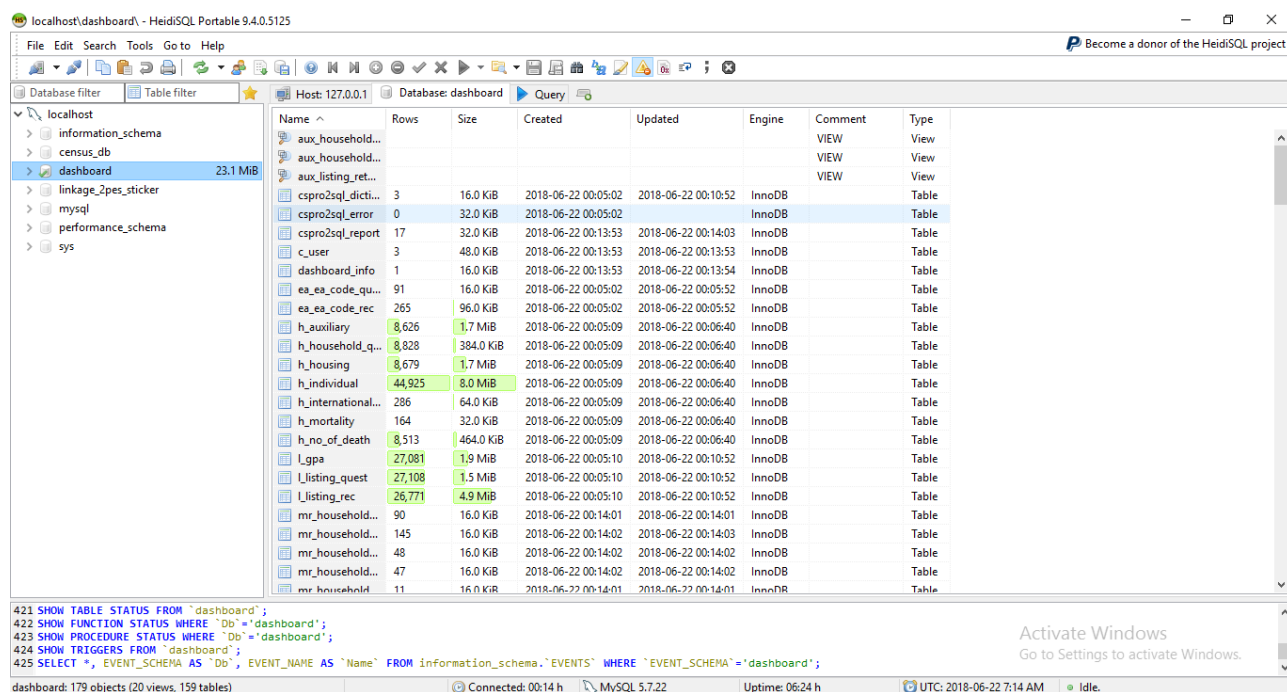 localhost\dashboard\ - HeidiSQL Portable 9.4.0.5125
File Edit Search Tools Go to Help
Become a donor of the HeidiSQL project
Database filter Table filter Host: 127.0.0.1 Database: dashboard Query
localhost
information_schema
census_db
dashboard 23.1 MiB
linkage_2pes_sticker
mysql
performance_schema
sys
Name Rows Size Created Updated Engine Comment Type
aux_household... VIEW View
aux_household... VIEW View
aux_listing_ret... VIEW View
cspro2sql_dicti... 3 16.0 KiB 2018-06-22 00:05:02 2018-06-22 00:10:52 InnoDB Table
cspro2sql_error 0 32.0 KiB 2018-06-22 00:05:02 InnoDB Table
cspro2sql_report 17 32.0 KiB 2018-06-22 00:13:53 2018-06-22 00:14:03 InnoDB Table
c_user 3 48.0 KiB 2018-06-22 00:13:53 2018-06-22 00:13:53 InnoDB Table
dashboard_info 1 16.0 KiB 2018-06-22 00:13:53 2018-06-22 00:13:54 InnoDB Table
ea_ea_code_qu... 91 16.0 KiB 2018-06-22 00:05:02 2018-06-22 00:05:52 InnoDB Table
ea_ea_code_rec 265 96.0 KiB 2018-06-22 00:05:02 2018-06-22 00:05:52 InnoDB Table
h_auxiliary 8,626 1.7 MiB 2018-06-22 00:05:09 2018-06-22 00:06:40 InnoDB Table
h_household_q... 8,828 384.0 KiB 2018-06-22 00:05:09 2018-06-22 00:06:40 InnoDB Table
h_housing 8,679 1.7 MiB 2018-06-22 00:05:09 2018-06-22 00:06:40 InnoDB Table
h_individual 44,925 8.0 MiB 2018-06-22 00:05:09 2018-06-22 00:06:40 InnoDB Table
h_international... 286 64.0 KiB 2018-06-22 00:05:09 2018-06-22 00:06:40 InnoDB Table
h_mortality 164 32.0 KiB 2018-06-22 00:05:09 2018-06-22 00:06:40 InnoDB Table
h_no_of_death 8,513 464.0 KiB 2018-06-22 00:05:09 2018-06-22 00:06:40 InnoDB Table
l_gpa 27,081 1.9 MiB 2018-06-22 00:05:10 2018-06-22 00:10:52 InnoDB Table
l_listing_quest 27,108 1.5 MiB 2018-06-22 00:05:10 2018-06-22 00:10:52 InnoDB Table
l_listing_rec 26,771 4.9 MiB 2018-06-22 00:05:10 2018-06-22 00:10:52 InnoDB Table
mr_household... 90 16.0 KiB 2018-06-22 00:14:01 2018-06-22 00:14:01 InnoDB Table
mr_household... 145 16.0 KiB 2018-06-22 00:14:02 2018-06-22 00:14:03 InnoDB Table
mr_household... 48 16.0 KiB 2018-06-22 00:14:02 2018-06-22 00:14:02 InnoDB Table
mr_household... 47 16.0 KiB 2018-06-22 00:14:02 2018-06-22 00:14:02 InnoDB Table
mr_household 11 16.0 KiB 2018-06-22 00:14:01 2018-06-22 00:14:01 InnoDB Table
421 SHOW TABLE STATUS FROM `dashboard`;
422 SHOW FUNCTION STATUS WHERE `Db`='dashboard';
423 SHOW PROCEDURE STATUS WHERE `Db`='dashboard';
424 SHOW TRIGGERS FROM `dashboard`;
425 SELECT *, EVENT_SCHEMA AS `Db`, EVENT_NAME AS `Name` FROM information_schema.`EVENTS` WHERE `EVENT_SCHEMA`='dashboard';
Activate Windows
Go to Settings to activate Windows.
dashboard: 179 objects (20 views, 159 tables) Connected: 00:14 h MySQL 5.7.22 Uptime: 06:24 h UTC: 2018-06-22 7:14 AM Idle.